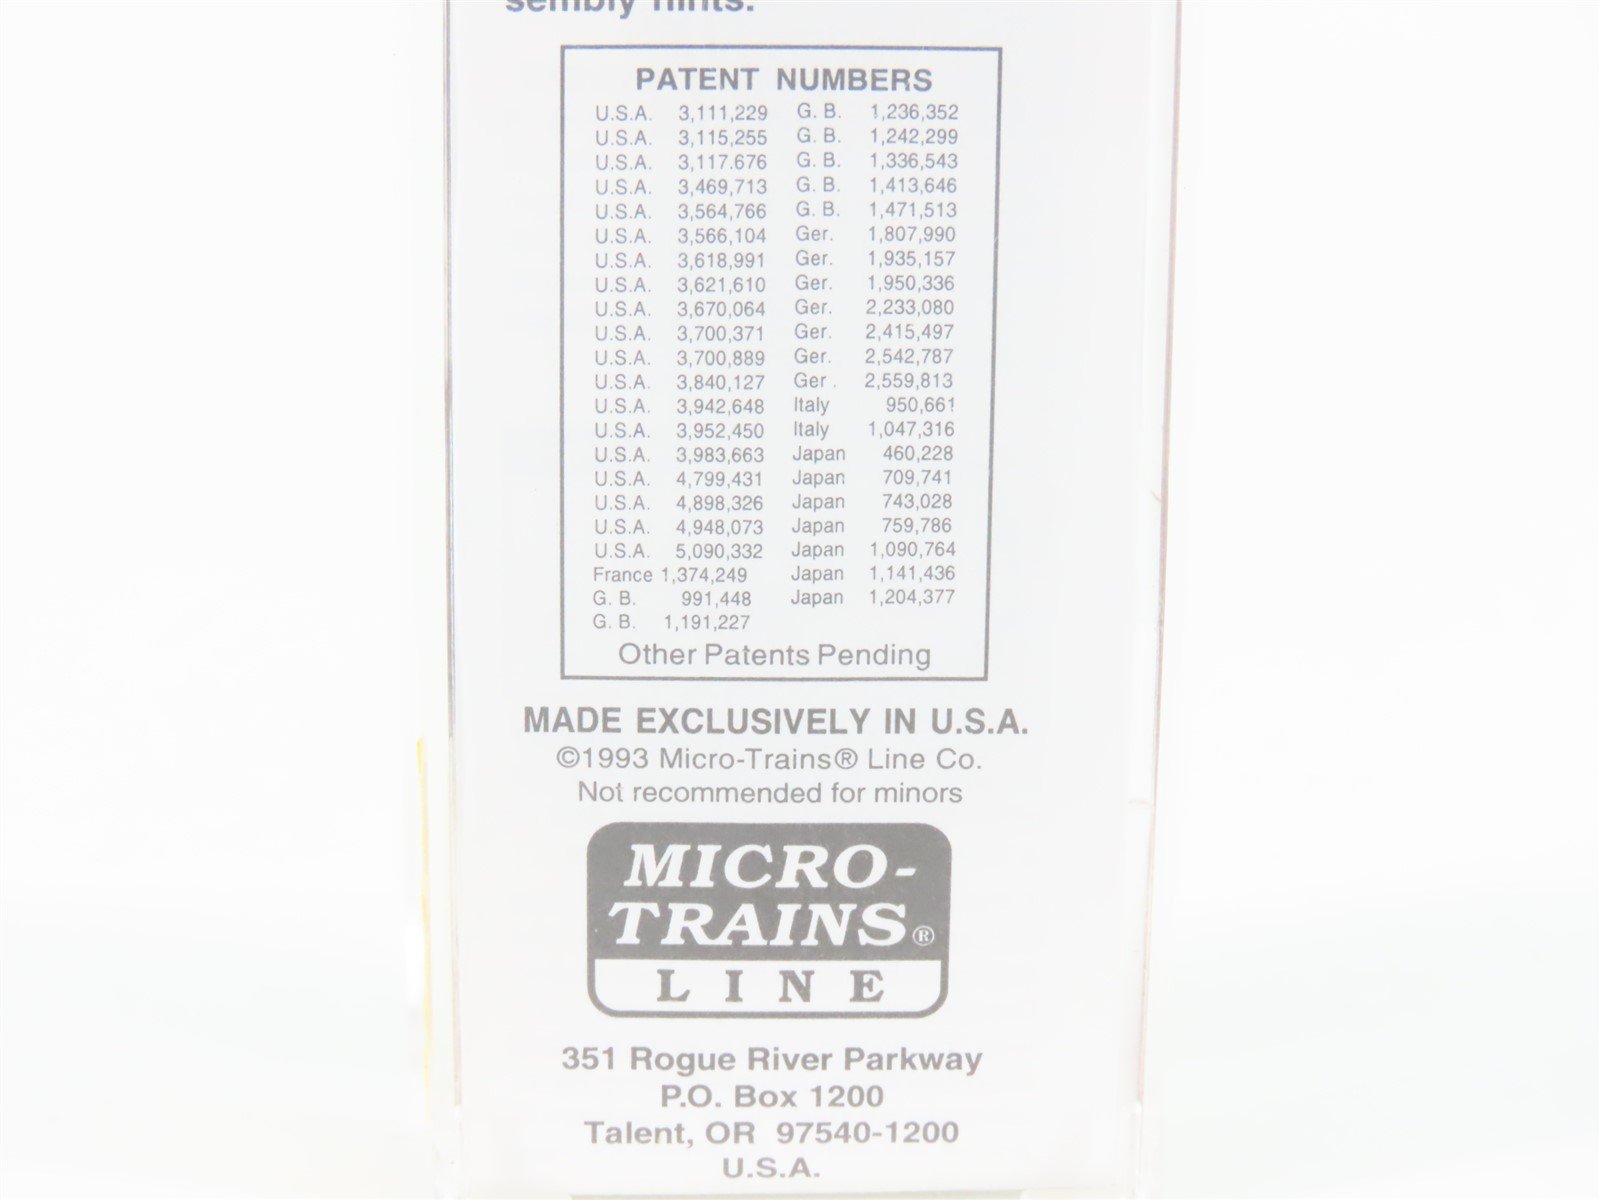 sembly hints.
PATENT NUMBERS
U.S.A. 3,111,229 G. B. 1,236,352
U.S.A. 3,115,255 G. B. 1,242,299
U.S.A. 3,117.676 G. B. 1,336,543
U.S.A. 3,469,713 G. B. 1,413,646
U.S.A. 3,564,766 G. B. 1,471,513
U.S.A. 3,566,104 Ger. 1,807,990
U.S.A. 3,618,991 Ger. 1,935,157
U.S.A. 3,621,610 Ger. 1,950,336
U.S.A. 3,670,064 Ger. 2,233,080
U.S.A. 3,700,371 Ger. 2,415,497
U.S.A. 3,700,889 Ger. 2,542,787
U.S.A. 3,840,127 Ger . 2,559,813
U.S.A. 3,942,648 Italy 950,661
U.S.A. 3,952,450 Italy 1,047,316
U.S.A. 3,983,663 Japan 460,228
U.S.A. 4,799,431 Japan 709,741
U.S.A. 4,898,326 Japan 743,028
U.S.A. 4,948,073 Japan 759,786
U.S.A. 5,090,332 Japan 1,090,764
France 1,374,249 Japan 1,141,436
G. B. 991,448 Japan 1,204,377
G. B. 1,191,227
Other Patents Pending
MADE EXCLUSIVELY IN U.S.A.
©1993 Micro-Trains® Line Co.
Not recommended for minors
MICRO-
TRAINS®
LINE
351 Rogue River Parkway
P.O. Box 1200
Talent, OR 97540-1200
U.S.A.